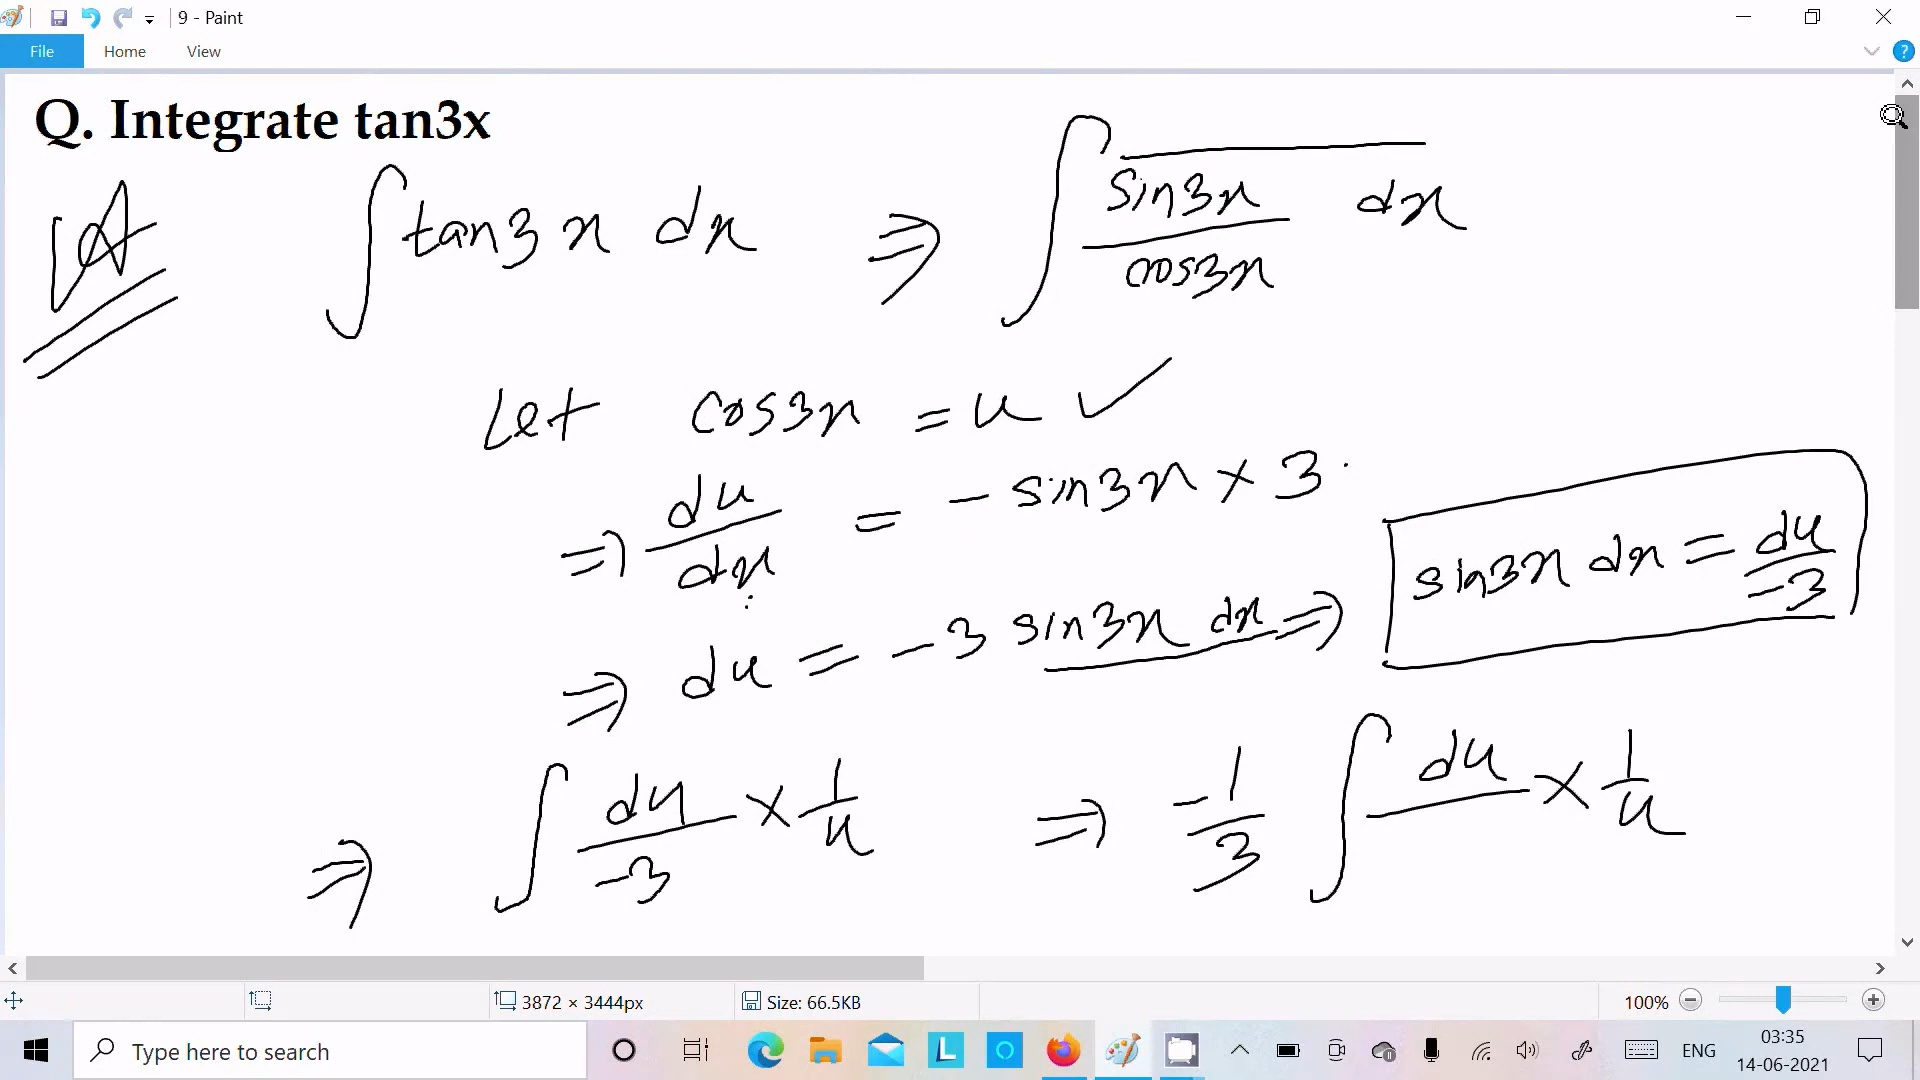 9 - Paint
File Home View
Q. Integrate tan3x
A ∫ tan3x dx ⇒ ∫ sin3x/cos3x dx
Let cos3x = u ✓
⇒ du/dx = - sin3x × 3
⇒ du = -3 sin3x dx ⇒ sin3x dx = du/-3
⇒ ∫ du/-3 × 1/u ⇒ -1/3 ∫ du × 1/u
3872 × 3444px Size: 66.5KB 100%
Type here to search L ENG 03:35
14-06-2021